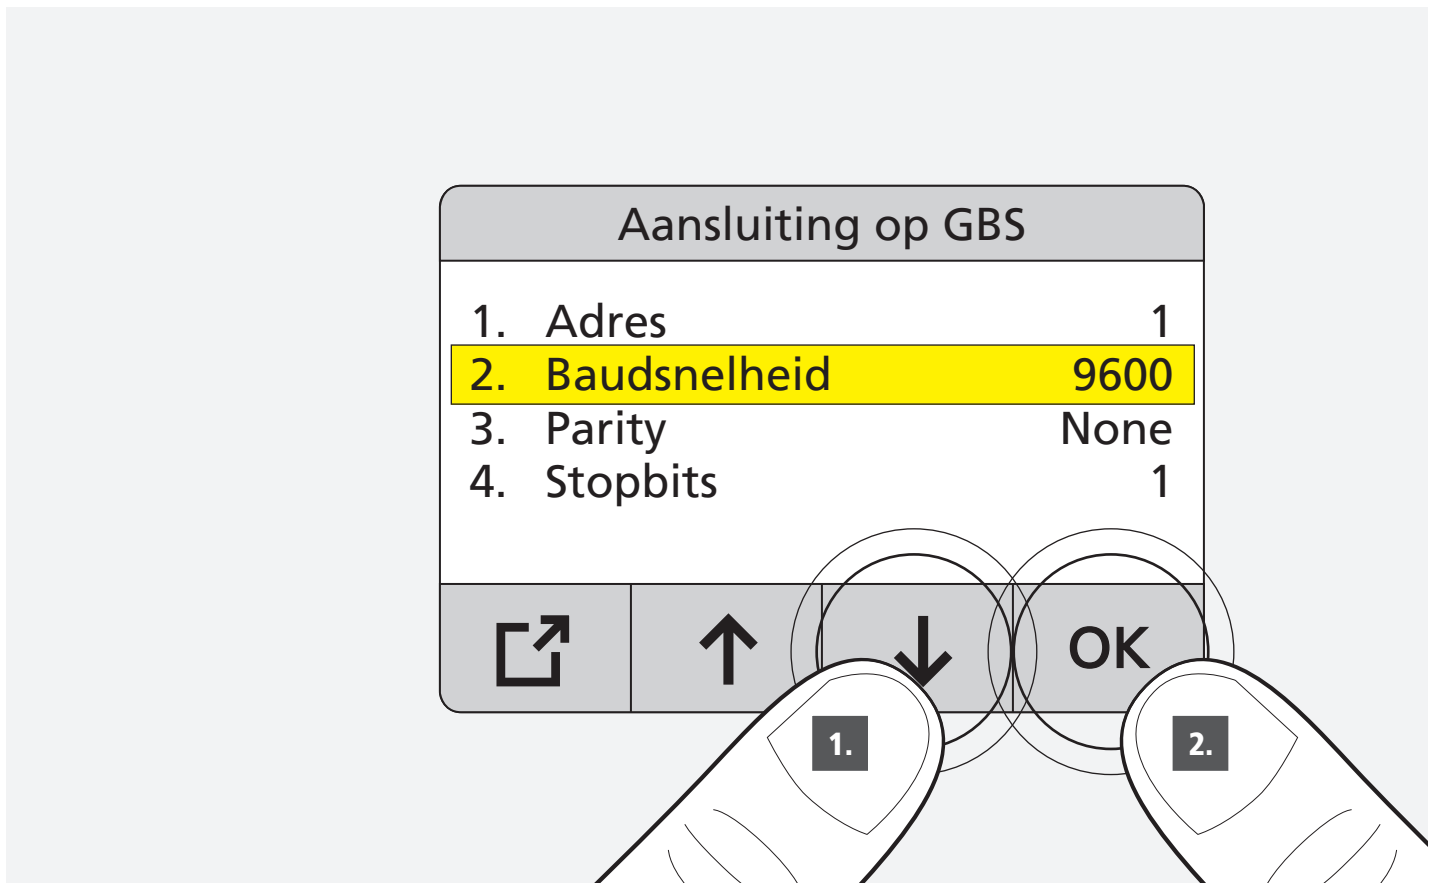 Aansluiting op GBS
1. Adres 1
2. Baudsnelheid 9600
3. Parity None
4. Stopbits 1
OK
1. 2.